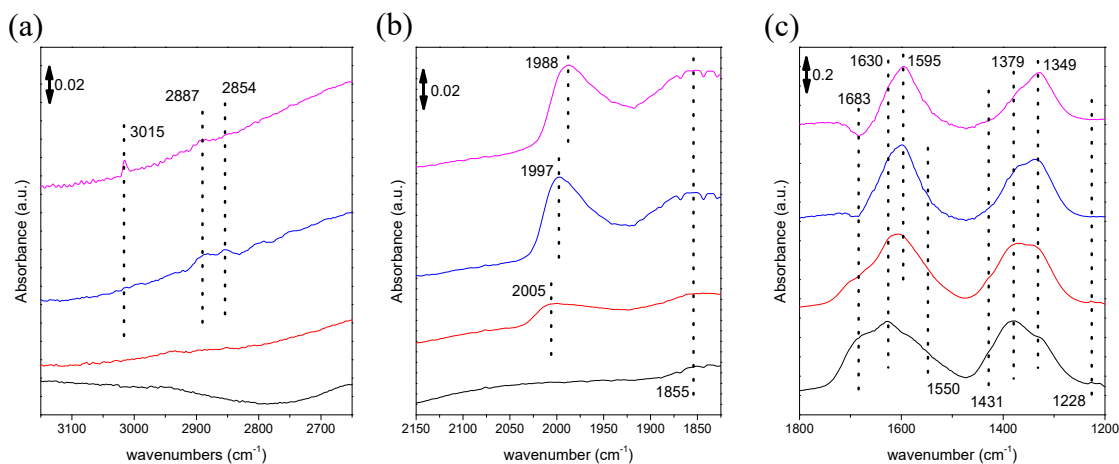 (a)
0.02
3015
2887
2854
Absorbance (a.u.)
3100 3000 2900 2800 2700
wavenumbers (cm-1)
(b)
0.02
1988
1997
2005
1855
Absorbance (a.u.)
2150 2100 2050 2000 1950 1900 1850
wavenumber (cm-1)
(c)
0.2
1630 1595 1379 1349
1683
1550
1431 1228
Absorbance (a.u.)
1800 1600 1400 1200
wavenumber (cm-1)